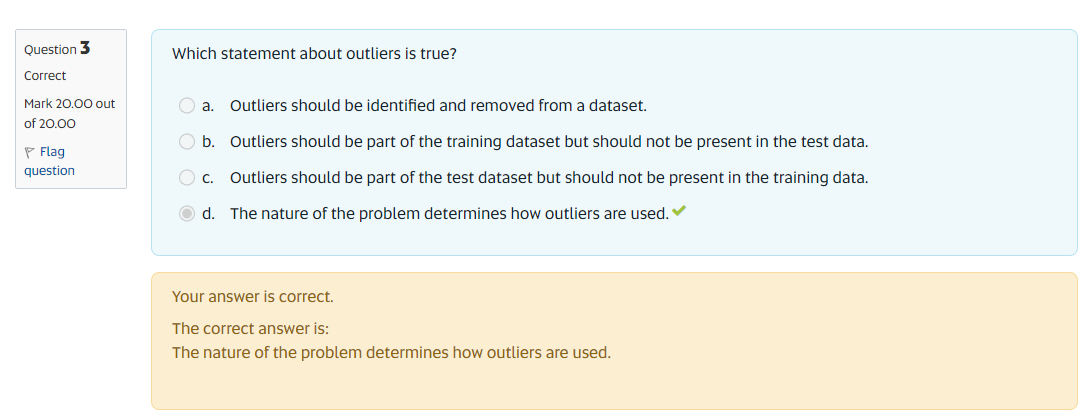 Question 3
Correct
Mark 20.00 out
of 20.00
Flag
question
Which statement about outliers is true?
a. Outliers should be identified and removed from a dataset.
b. Outliers should be part of the training dataset but should not be present in the test data.
c. Outliers should be part of the test dataset but should not be present in the training data.
d. The nature of the problem determines how outliers are used.
Your answer is correct.
The correct answer is:
The nature of the problem determines how outliers are used.